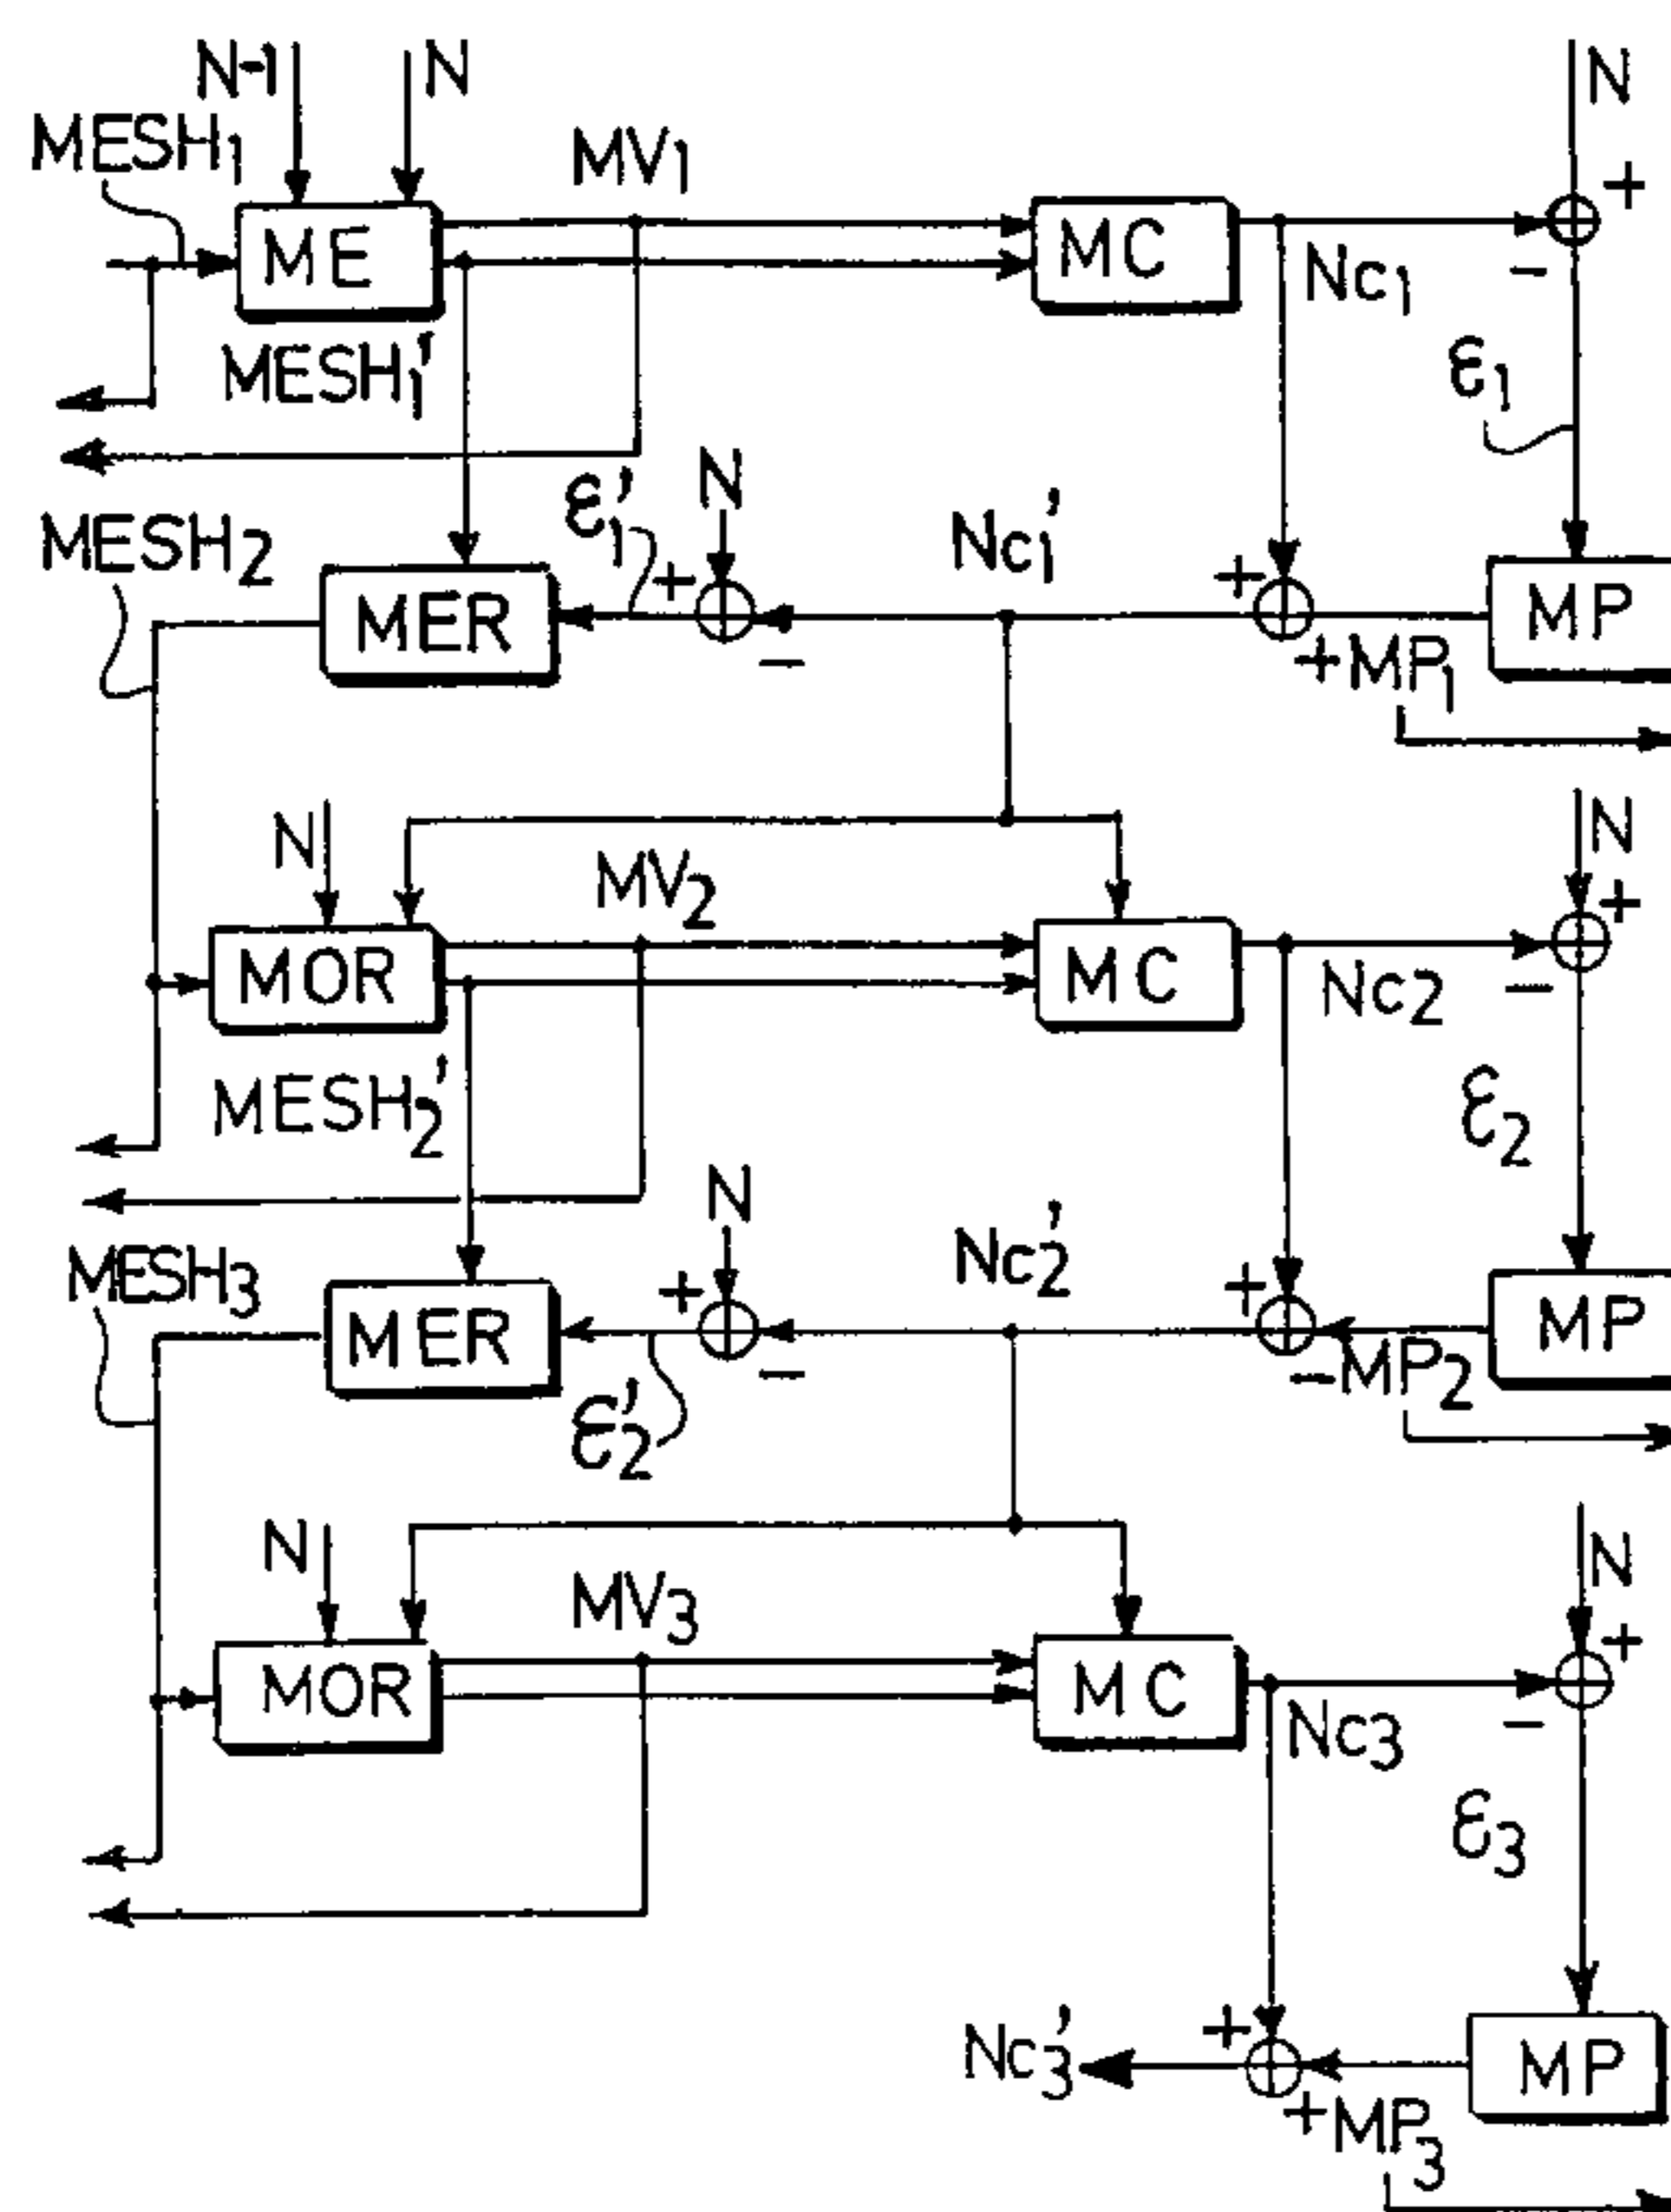 N-1 N N
MESH1 MV1 +
ME MC
Nc1 -
MESH1' ε1
ε1' N Nc1'
MESH2 + +
MER MP
- +MP1
N MV2 N
+
MOR MC
Nc2 -
MESH2' ε2
N Nc2'
MESH3 + +
MER MP
- -MP2
ε2'
N MV3 N
+
MOR MC
Nc3 -
ε3
Nc3' +
MP
+MP3